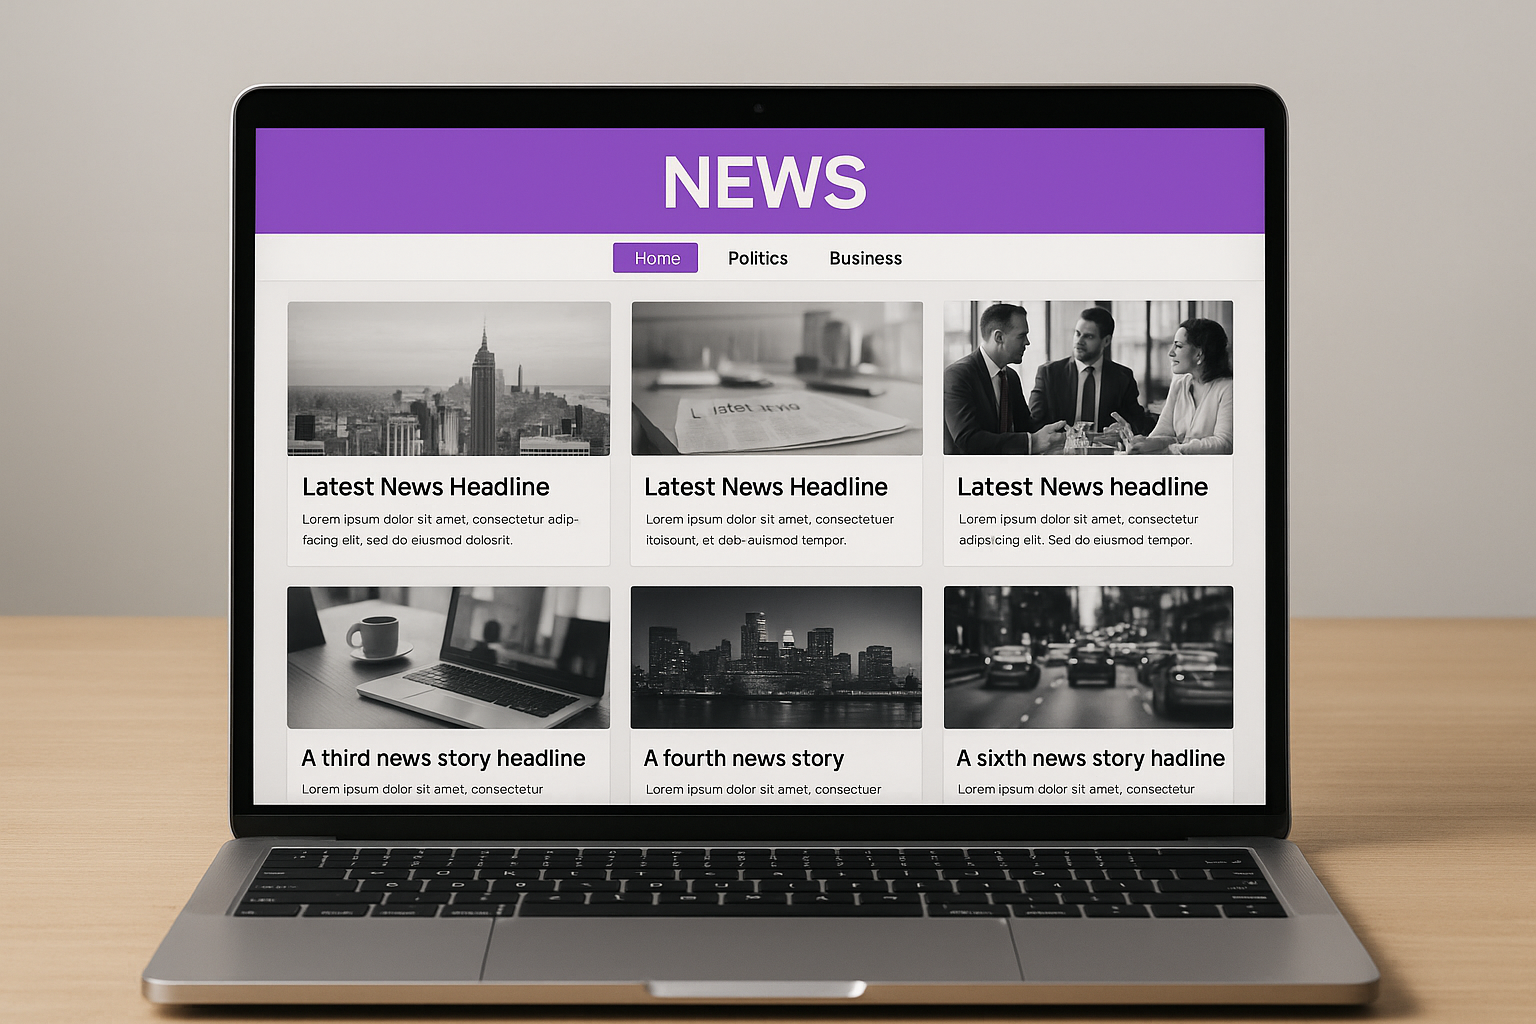 NEWS
Home Politics Business
Latest News Headline
Lorem ipsum dolor sit amet, consectetur adip-
facing elit, sed do eiusmod dolosrit.
Latest News Headline
Lorem ipsum dolor sit amet, consectetuer
itoisount, et dab-auismod tempor.
Latest News headline
Lorem ipsum dolor sit amet, consectetur
adipsicing elit. Sed do eiusmod tempor.
A third news story headline
Lorem ipsum dolor sit amet, consectetur
A fourth news story
Lorem ipsum dolor sit amet, consectuer
A sixth news story hadline
Lorem ipsum dolor sit amet, consectetur